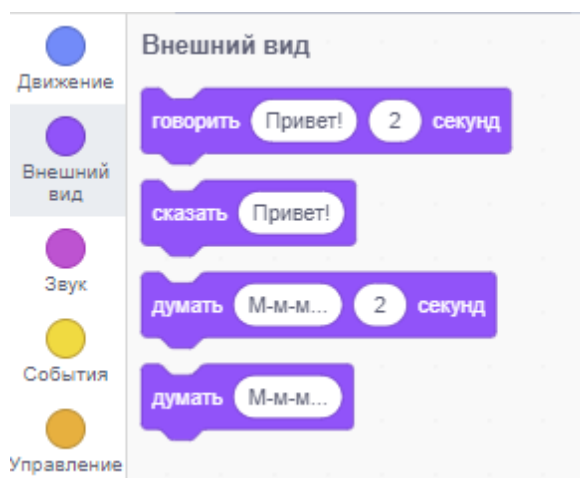 Внешний вид
Движение
говорить Привет! 2 секунд
Внешний
вид
сказать Привет!
Звук
думать М-м-м... 2 секунд
События
думать М-м-м...
Управление